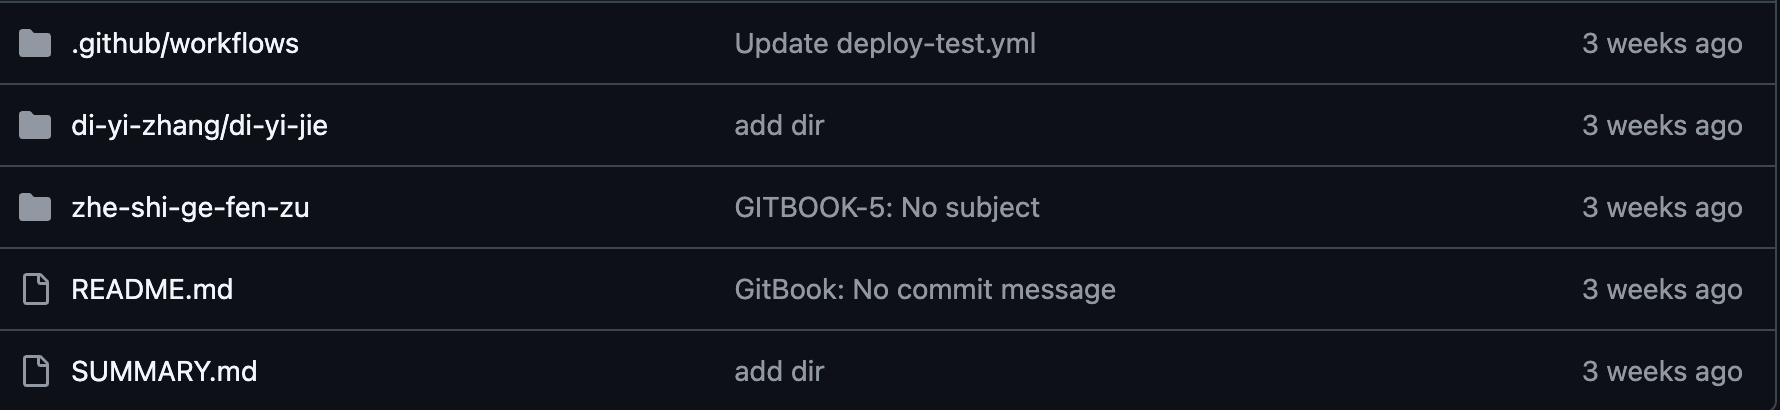 .github/workflows Update deploy-test.yml 3 weeks ago
di-yi-zhang/di-yi-jie add dir 3 weeks ago
zhe-shi-ge-fen-zu GITBOOK-5: No subject 3 weeks ago
README.md GitBook: No commit message 3 weeks ago
SUMMARY.md add dir 3 weeks ago